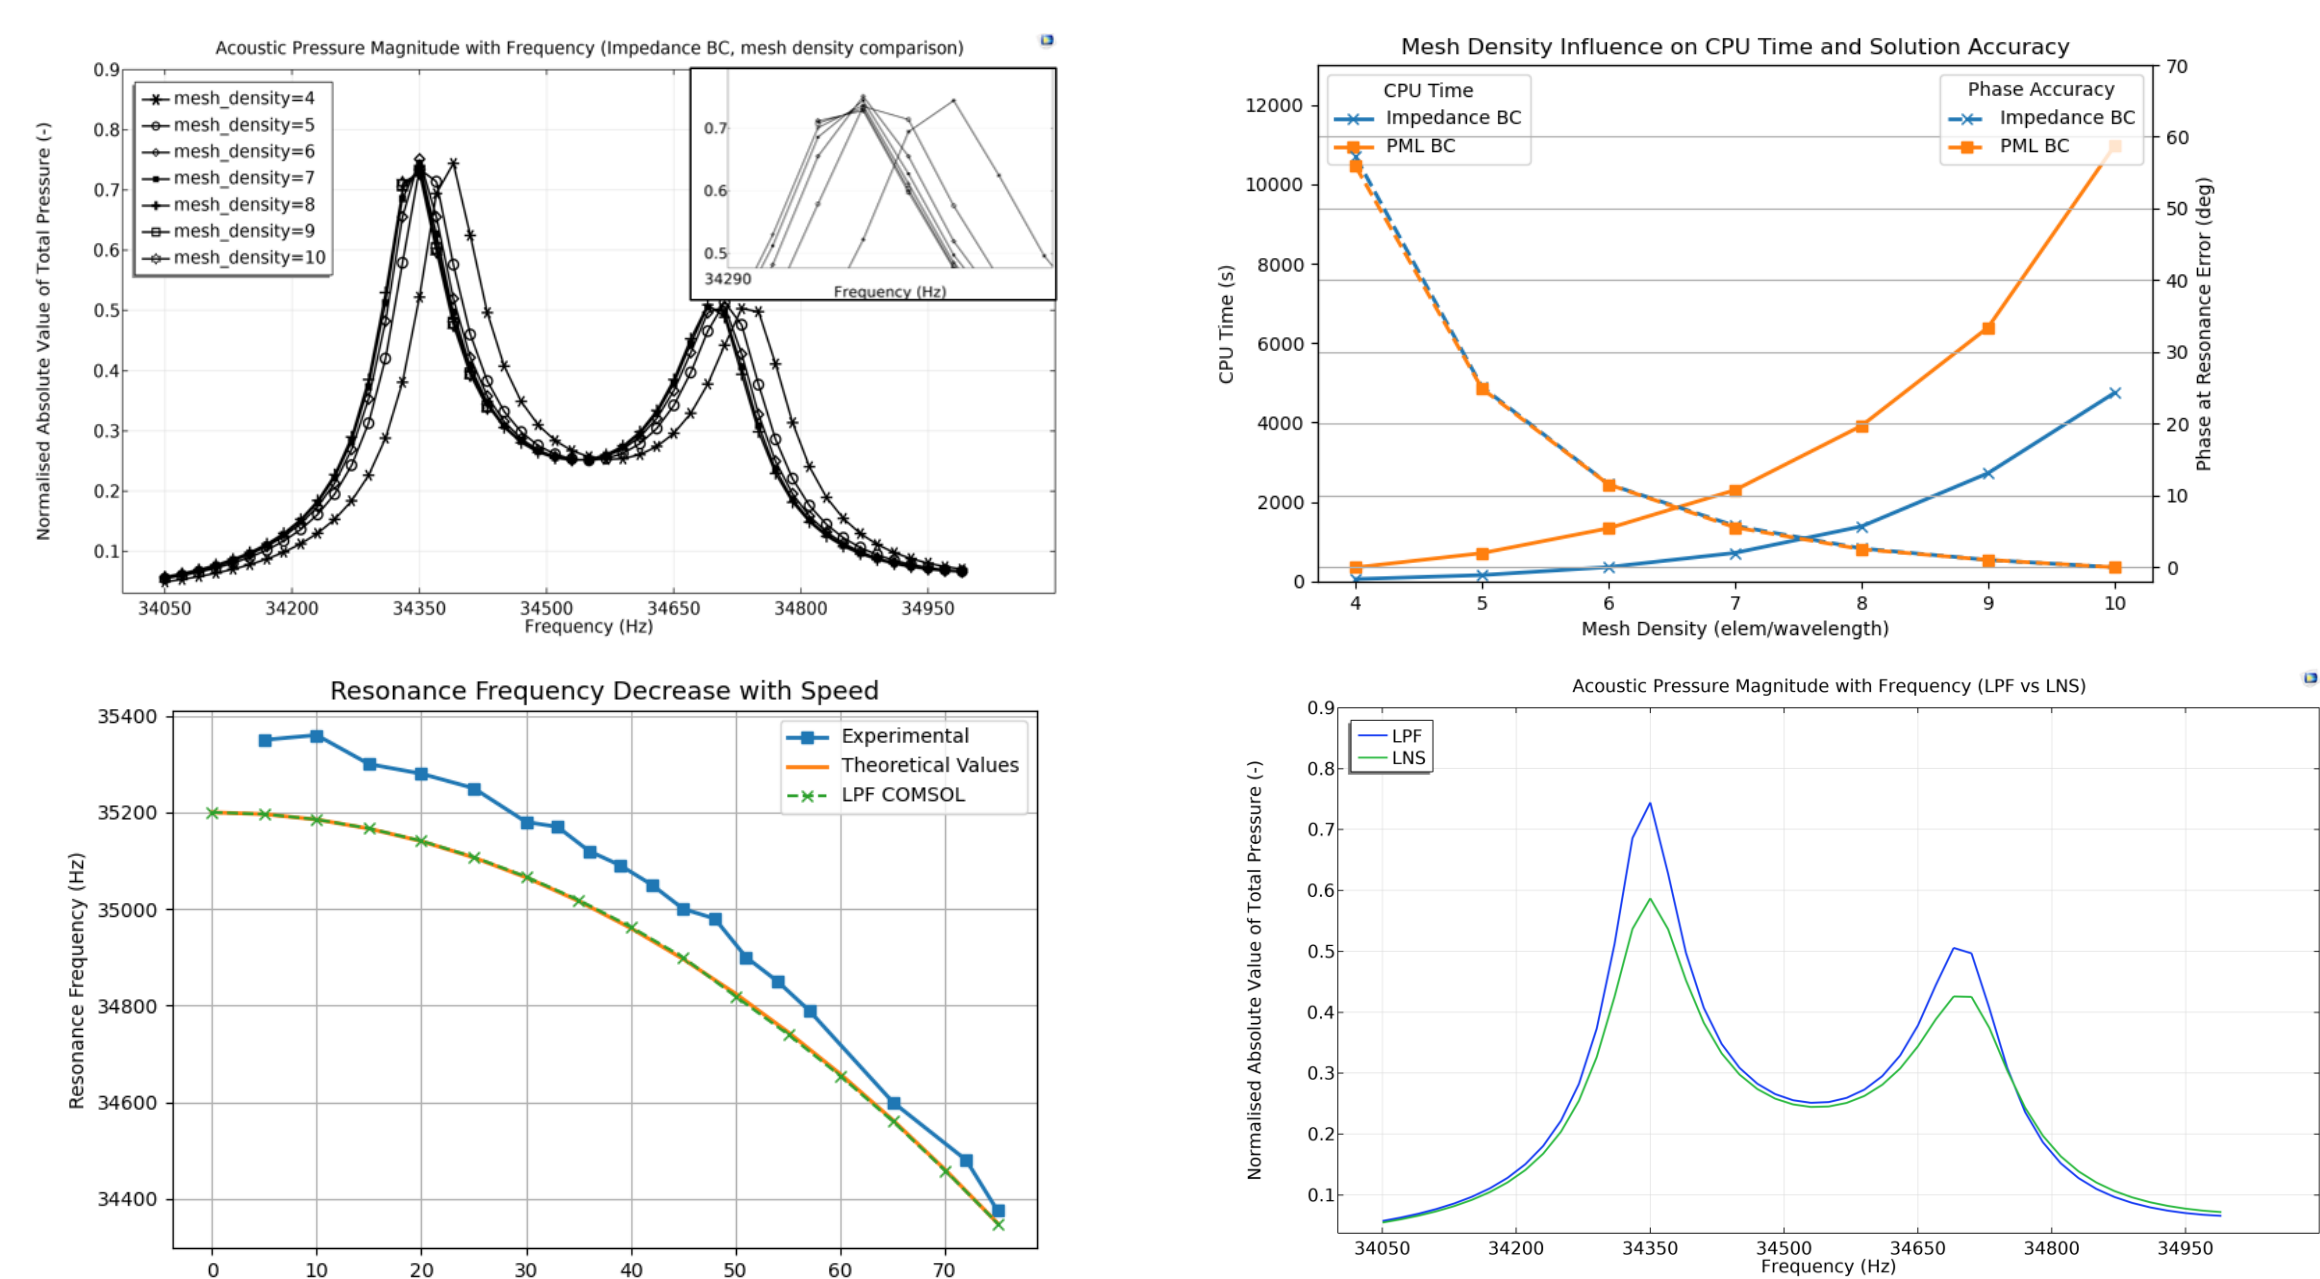 Acoustic Pressure Magnitude with Frequency (Impedance BC, mesh density comparison)
Normalised Absolute Value of Total Pressure (-)
0.9
0.8
0.7
0.6
0.5
0.4
0.3
0.2
0.1
mesh_density=4
mesh_density=5
mesh_density=6
mesh_density=7
mesh_density=8
mesh_density=9
mesh_density=10
0.7
0.6
0.5
34290
Frequency (Hz)
34050 34200 34350 34500 34650 34800 34950
Frequency (Hz)
Mesh Density Influence on CPU Time and Solution Accuracy
CPU Time
Impedance BC
PML BC
Phase Accuracy
Impedance BC
PML BC
CPU Time (s)
12000
10000
8000
6000
4000
2000
0
70
60
50
40
30
20
10
0
Phase at Resonance Error (deg)
4 5 6 7 8 9 10
Mesh Density (elem/wavelength)
Resonance Frequency Decrease with Speed
Resonance Frequency (Hz)
35400
35200
35000
34800
34600
34400
Experimental
Theoretical Values
LPF COMSOL
0 10 20 30 40 50 60 70
Acoustic Pressure Magnitude with Frequency (LPF vs LNS)
Normalised Absolute Value of Total Pressure (-)
0.9
0.8
0.7
0.6
0.5
0.4
0.3
0.2
0.1
LPF
LNS
34050 34200 34350 34500 34650 34800 34950
Frequency (Hz)